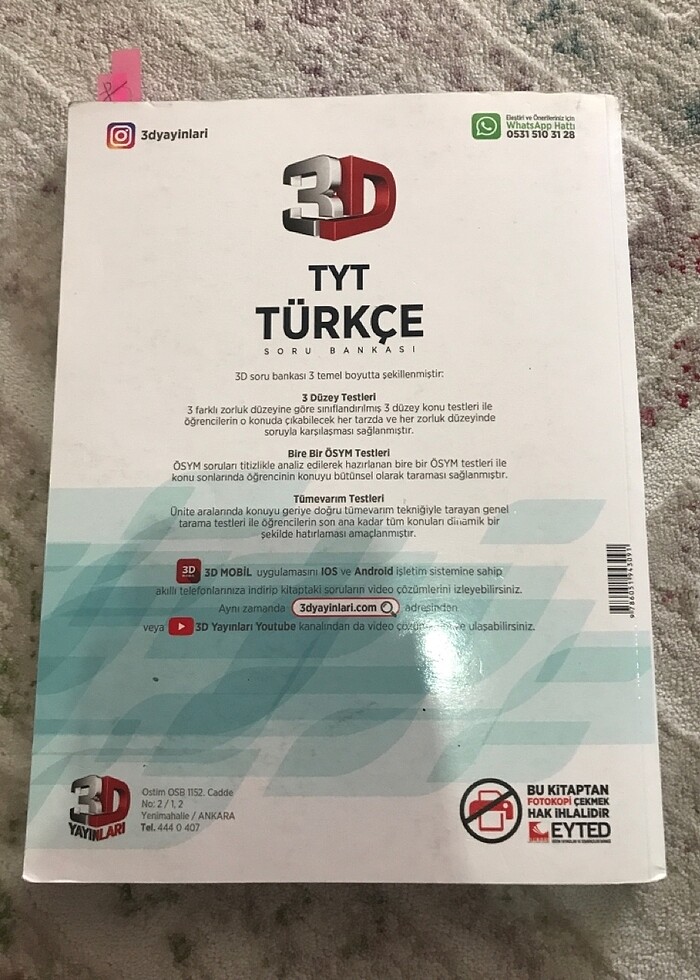 3dyayinlari
Eleştiri ve Önerileriniz için
WhatsApp Hattı
0531 510 31 28
3D
TYT
TÜRKÇE
SORU BANKASI
3D soru bankası 3 temel boyutta şekillenmiştir:
3 Düzey Testleri
3 farklı zorluk düzeyine göre sınıflandırılmış 3 düzey konu testleri ile
öğrencilerin o konuda çıkabilecek her tarzda ve her zorluk düzeyinde
soruyla karşılaşması sağlanmıştır.
Bire Bir ÖSYM Testleri
ÖSYM soruları titizlikle analiz edilerek hazırlanan bire bir ÖSYM testleri ile
konu sonlarında öğrencinin konuyu bütünsel olarak taraması sağlanmıştır.
Tümevarım Testleri
Ünite aralarında konuyu geriye doğru tümevarım tekniğiyle tarayan genel
tarama testleri ile öğrencilerin son ana kadar tüm konuları dinamik bir
şekilde hatırlaması amaçlanmıştır.
3D 3D MOBİL uygulamasını IOS ve Android işletim sistemine sahip
akıllı telefonlarınıza indirip kitaptaki soruların video çözümlerini izleyebilirsiniz.
Aynı zamanda 3dyayinlari.com adresinden
veya 3D Yayınları Youtube kanalından da video ulaşabilirsiniz.
9786051943091
3D
YAYINLARI
Ostim OSB 1152. Cadde
No: 2 / 1, 2
Yenimahalle / ANKARA
Tel. 444 0 407
BU KİTAPTAN
FOTOKOPİ ÇEKMEK
HAK İHLALİDİR
EYTED